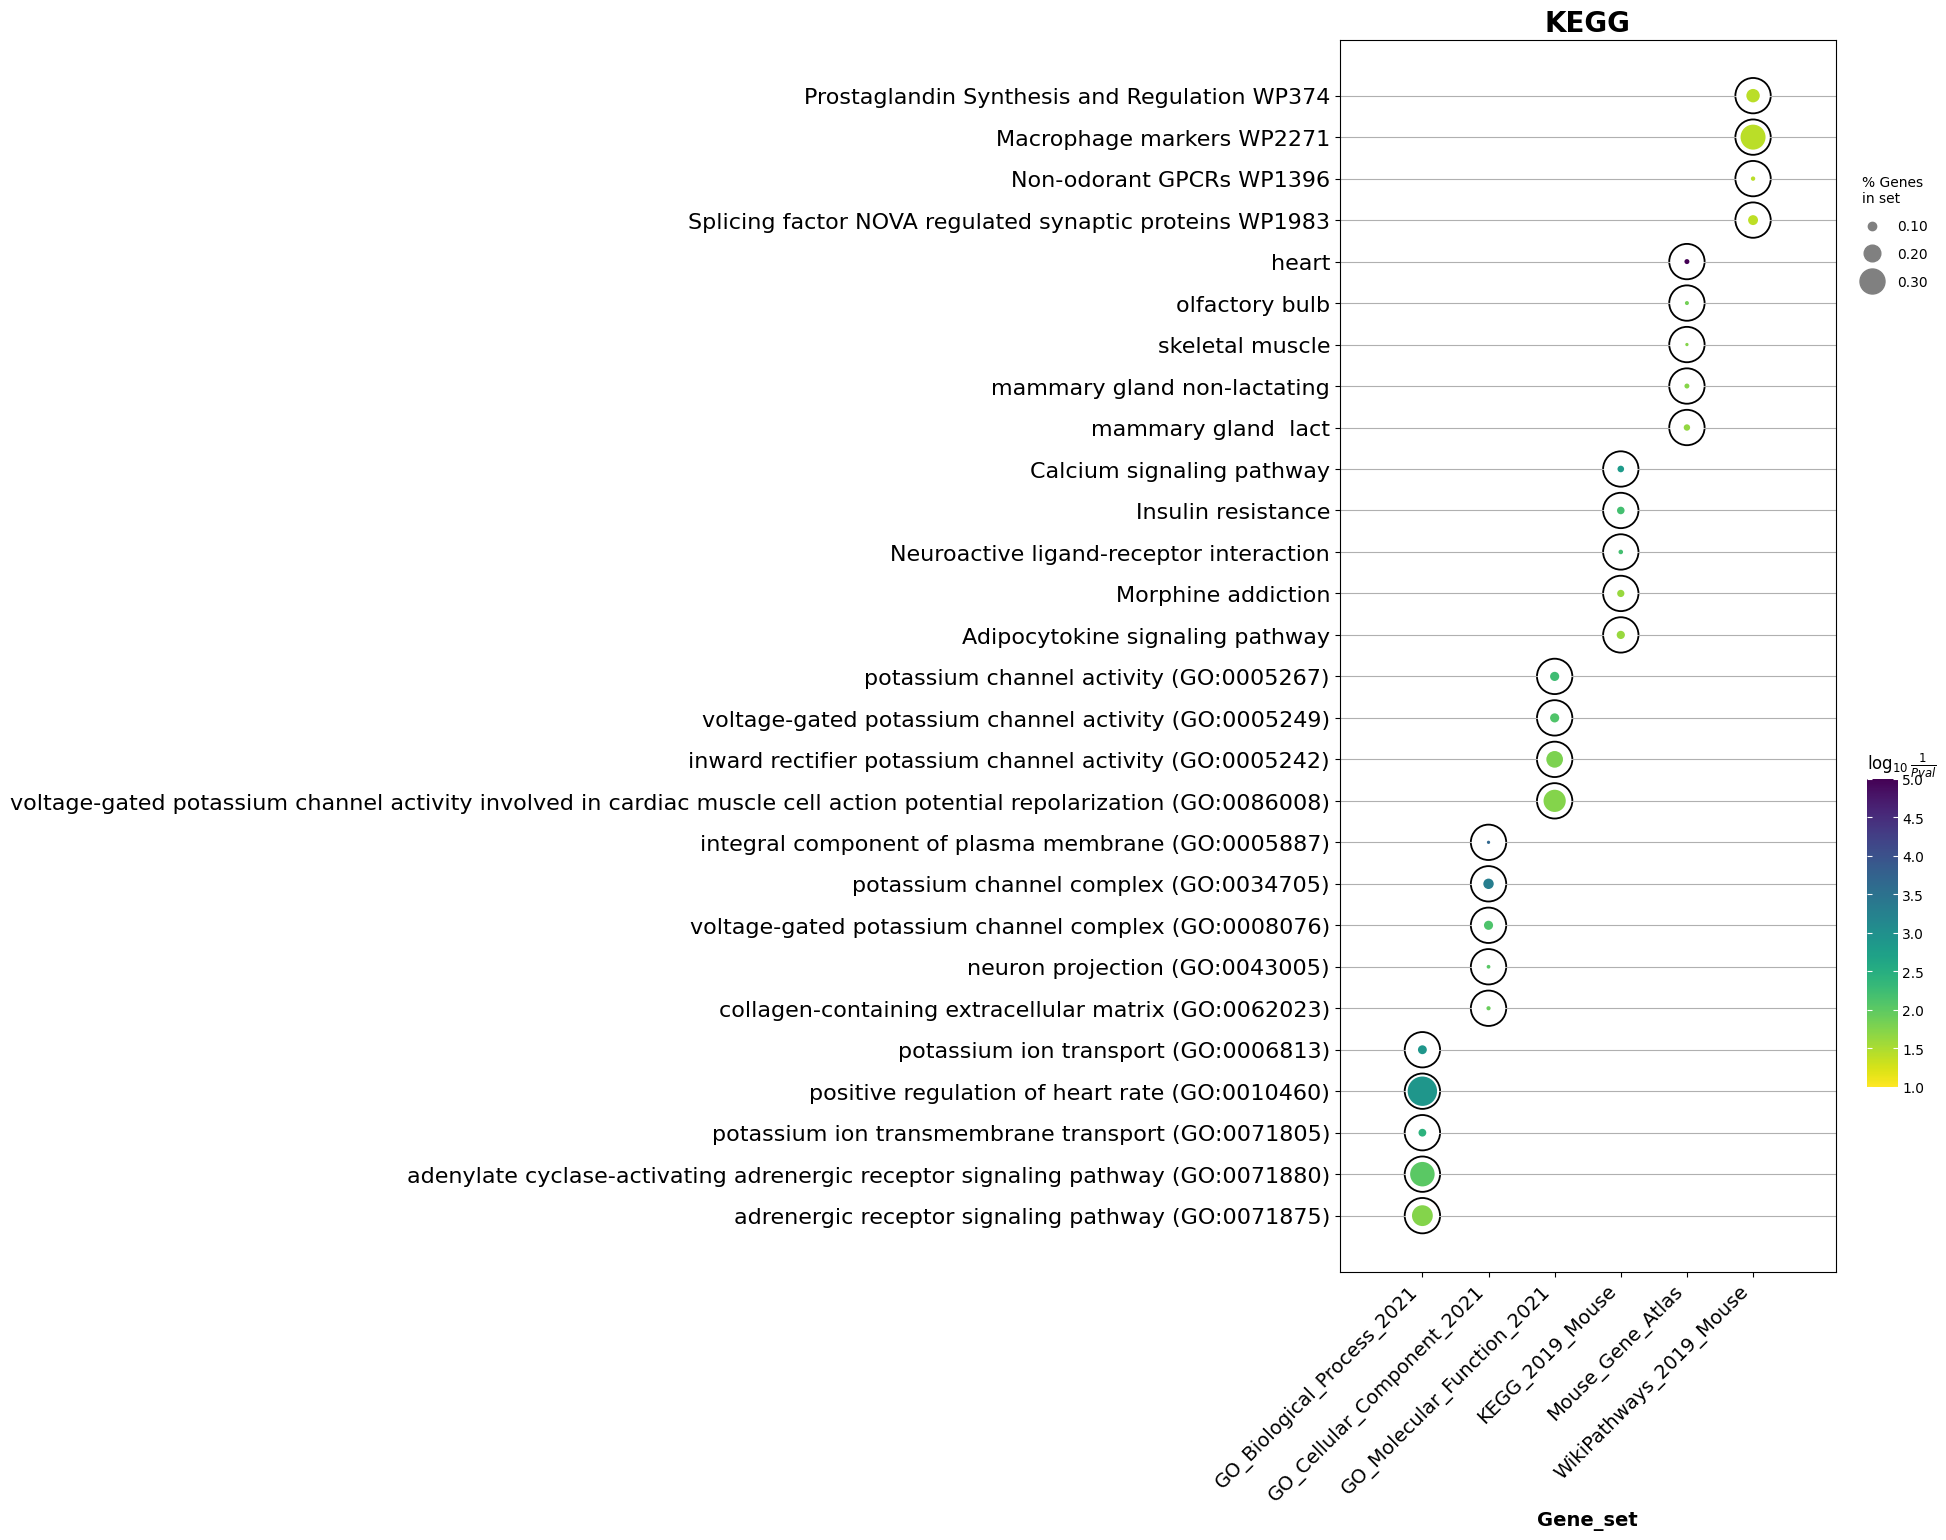 KEGG
Prostaglandin Synthesis and Regulation WP374
Macrophage markers WP2271
Non-odorant GPCRs WP1396
Splicing factor NOVA regulated synaptic proteins WP1983
heart
olfactory bulb
skeletal muscle
mammary gland non-lactating
mammary gland  lact
Calcium signaling pathway
Insulin resistance
Neuroactive ligand-receptor interaction
Morphine addiction
Adipocytokine signaling pathway
potassium channel activity (GO:0005267)
voltage-gated potassium channel activity (GO:0005249)
inward rectifier potassium channel activity (GO:0005242)
voltage-gated potassium channel activity involved in cardiac muscle cell action potential repolarization (GO:0086008)
integral component of plasma membrane (GO:0005887)
potassium channel complex (GO:0034705)
voltage-gated potassium channel complex (GO:0008076)
neuron projection (GO:0043005)
collagen-containing extracellular matrix (GO:0062023)
potassium ion transport (GO:0006813)
positive regulation of heart rate (GO:0010460)
potassium ion transmembrane transport (GO:0071805)
adenylate cyclase-activating adrenergic receptor signaling pathway (GO:0071880)
adrenergic receptor signaling pathway (GO:0071875)
GO_Biological_Process_2021
GO_Cellular_Component_2021
GO_Molecular_Function_2021
KEGG_2019_Mouse
Mouse_Gene_Atlas
WikiPathways_2019_Mouse
Gene_set
% Genes
in set
0.10
0.20
0.30
log10 1/Pval
5.0
4.5
4.0
3.5
3.0
2.5
2.0
1.5
1.0